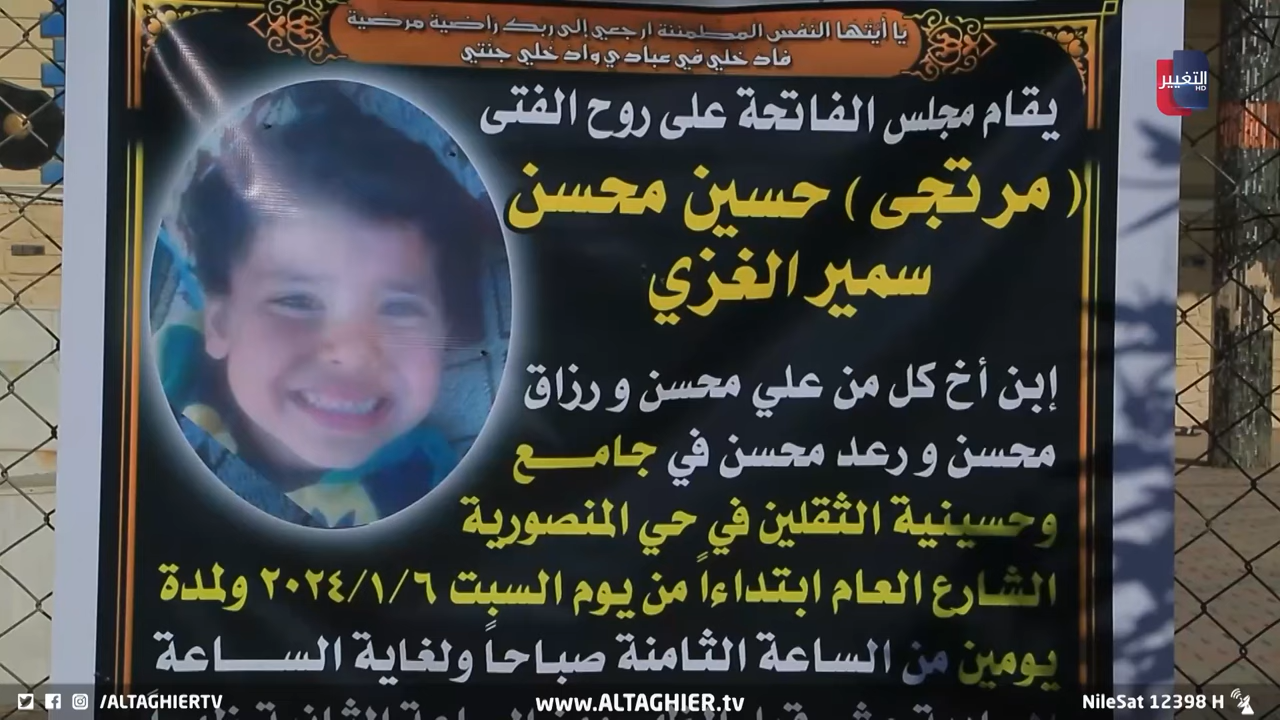 يا أيتها النفس المطمئنة ارجعي إلى ربك راضية مرضية
فادخلي في عبادي وادخلي جنتي
التغيير HD
يقام مجلس الفاتحة على روح الفتى
( مرتجى ) حسين محسن
سمير الغزي
إبن أخ كل من علي محسن و رزاق
محسن و رعد محسن في جامع
وحسينية الثقلين في حي المنصورية
الشارع العام ابتداءاً من يوم السبت ٢٠٢٤/١/٦ ولمدة
يومين من الساعة الثامنة صباحاً ولغاية الساعة
/ALTAGHIERTV
www.ALTAGHIER.tv
NileSat 12398 H